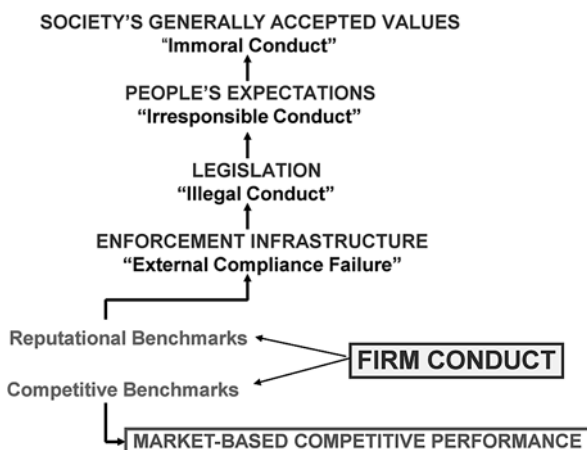 SOCIETY'S GENERALLY ACCEPTED VALUES
“Immoral Conduct”
PEOPLE'S EXPECTATIONS
“Irresponsible Conduct”
LEGISLATION
“Illegal Conduct”
ENFORCEMENT INFRASTRUCTURE
“External Compliance Failure”
Reputational Benchmarks
FIRM CONDUCT
Competitive Benchmarks
MARKET-BASED COMPETITIVE PERFORMANCE